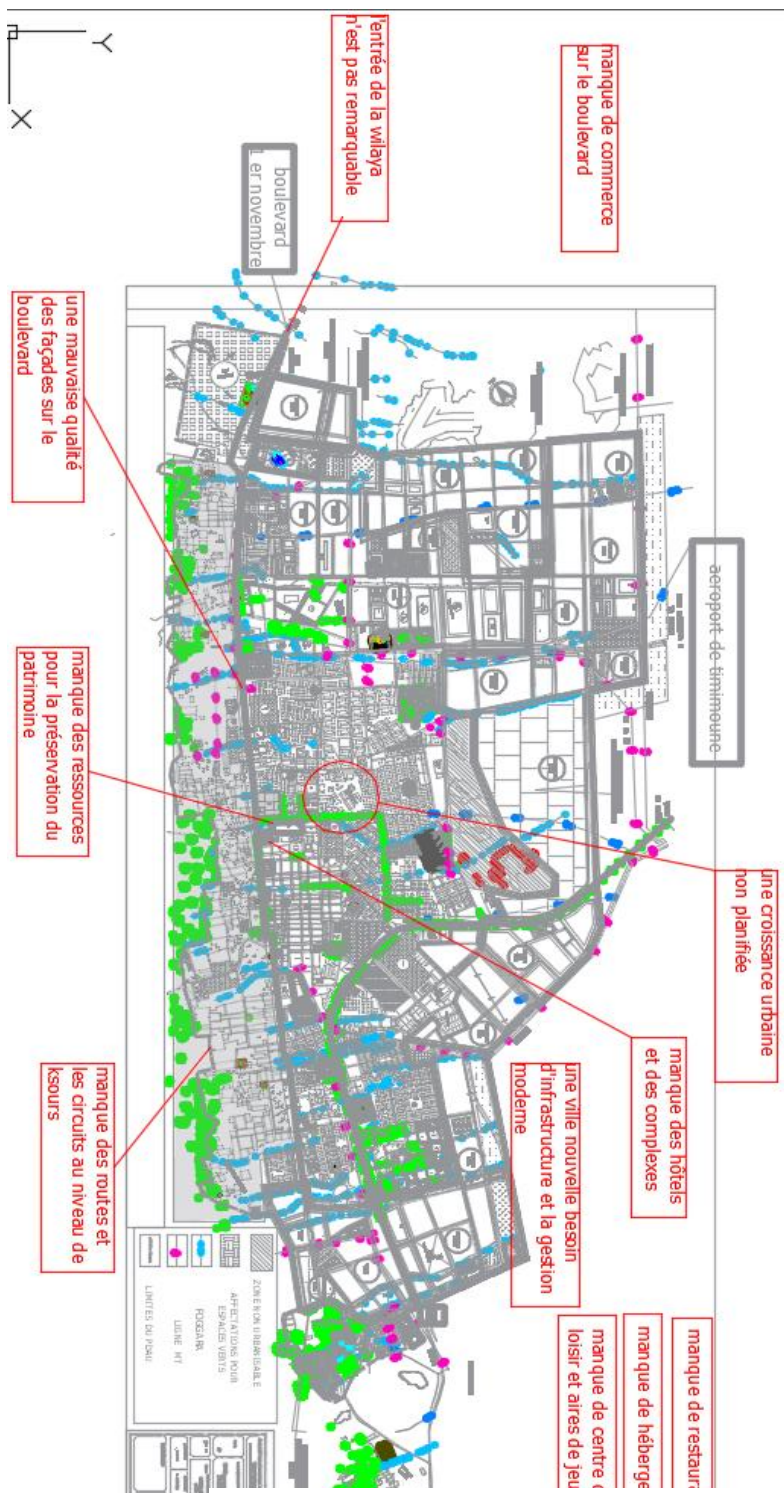 Y
X
l'entrée de la wilaya
n'est pas remarquable
manque de commerce
sur le boulevard
boulevard
1 er novembre
une mauvaise qualité
des façades sur le
boulevard
aeroport de timimoune
manque des ressources
pour la préservation du
patrimoine
une croissance urbaine
non planifiée
manque des hôtels
et des complexes
une ville nouvelle besoin
d'infrastructure et la gestion
moderne
manque des routes et
les circuits au niveau de
ksours
ZONE NON URBANISABLE
AFFECTATIONS POUR
ESPACES VERTS
FOGGARA
LIGNE MT
LIMITES DU PDAU
manque de restaura
manque de héberge
manque de centre d
loisir et aires de jeu